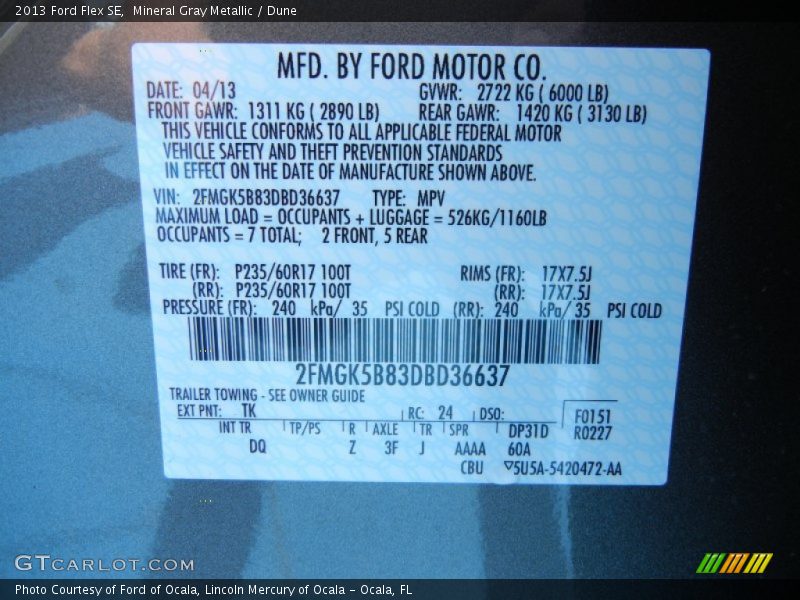 2013 Ford Flex SE, Mineral Gray Metallic / Dune
MFD. BY FORD MOTOR CO.
DATE: 04/13 GVWR: 2722 KG ( 6000 LB)
FRONT GAWR: 1311 KG ( 2890 LB) REAR GAWR: 1420 KG ( 3130 LB)
THIS VEHICLE CONFORMS TO ALL APPLICABLE FEDERAL MOTOR
VEHICLE SAFETY AND THEFT PREVENTION STANDARDS
IN EFFECT ON THE DATE OF MANUFACTURE SHOWN ABOVE.
VIN: 2FMGK5B83DBD36637 TYPE: MPV
MAXIMUM LOAD = OCCUPANTS + LUGGAGE = 526KG/1160LB
OCCUPANTS = 7 TOTAL; 2 FRONT, 5 REAR
TIRE (FR): P235/60R17 100T RIMS (FR): 17X7.5J
(RR): P235/60R17 100T (RR): 17X7.5J
PRESSURE (FR): 240 kPa/ 35 PSI COLD (RR): 240 kPa/ 35 PSI COLD
2FMGK5B83DBD36637
TRAILER TOWING - SEE OWNER GUIDE
EXT PNT: TK RC: 24 DSO: F0151
INT TR TP/PS R AXLE TR SPR DP31D R0227
DQ Z 3F J AAAA 60A
CBU ▽5U5A-5420472-AA
GTCARLOT.COM
Photo Courtesy of Ford of Ocala, Lincoln Mercury of Ocala - Ocala, FL